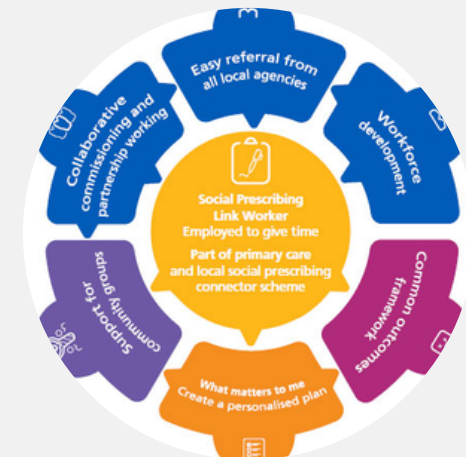 Easy referral from
all local agencies
Workforce
development
Common outcomes
framework
What matters to me
Create a personalised plan
Support for
community groups
Collaborative
commissioning and
partnership working
Social Prescribing
Link Worker
Employed to give time
Part of primary care
and local social prescribing
connector scheme